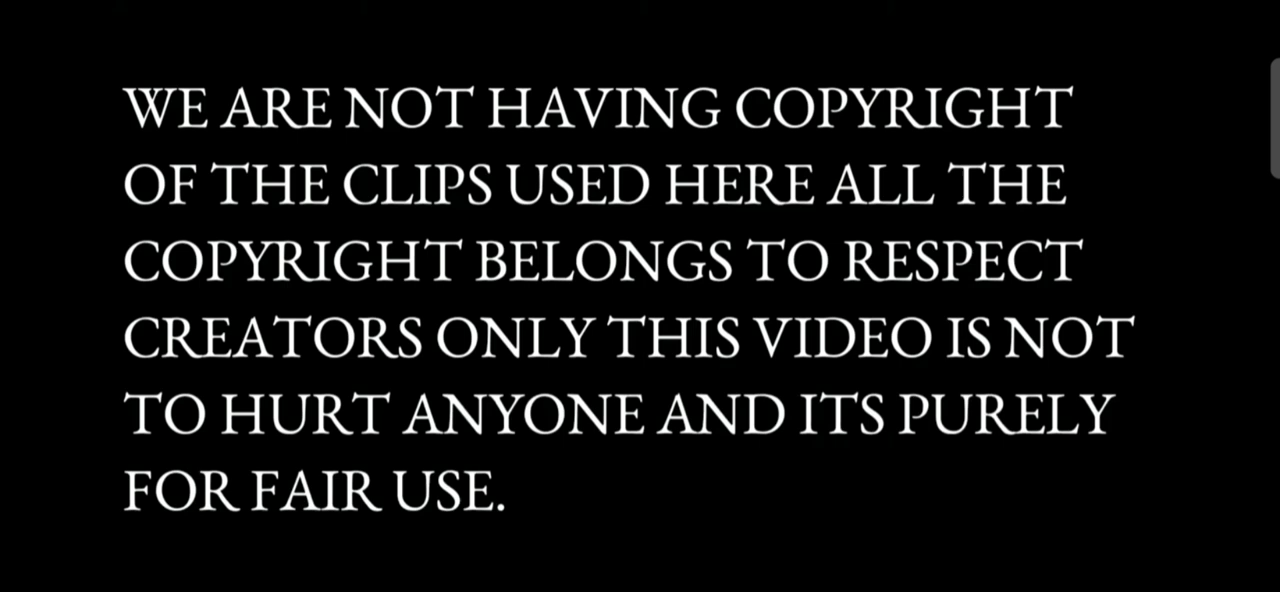 WE ARE NOT HAVING COPYRIGHT
OF THE CLIPS USED HERE ALL THE
COPYRIGHT BELONGS TO RESPECT
CREATORS ONLY THIS VIDEO IS NOT
TO HURT ANYONE AND ITS PURELY
FOR FAIR USE.